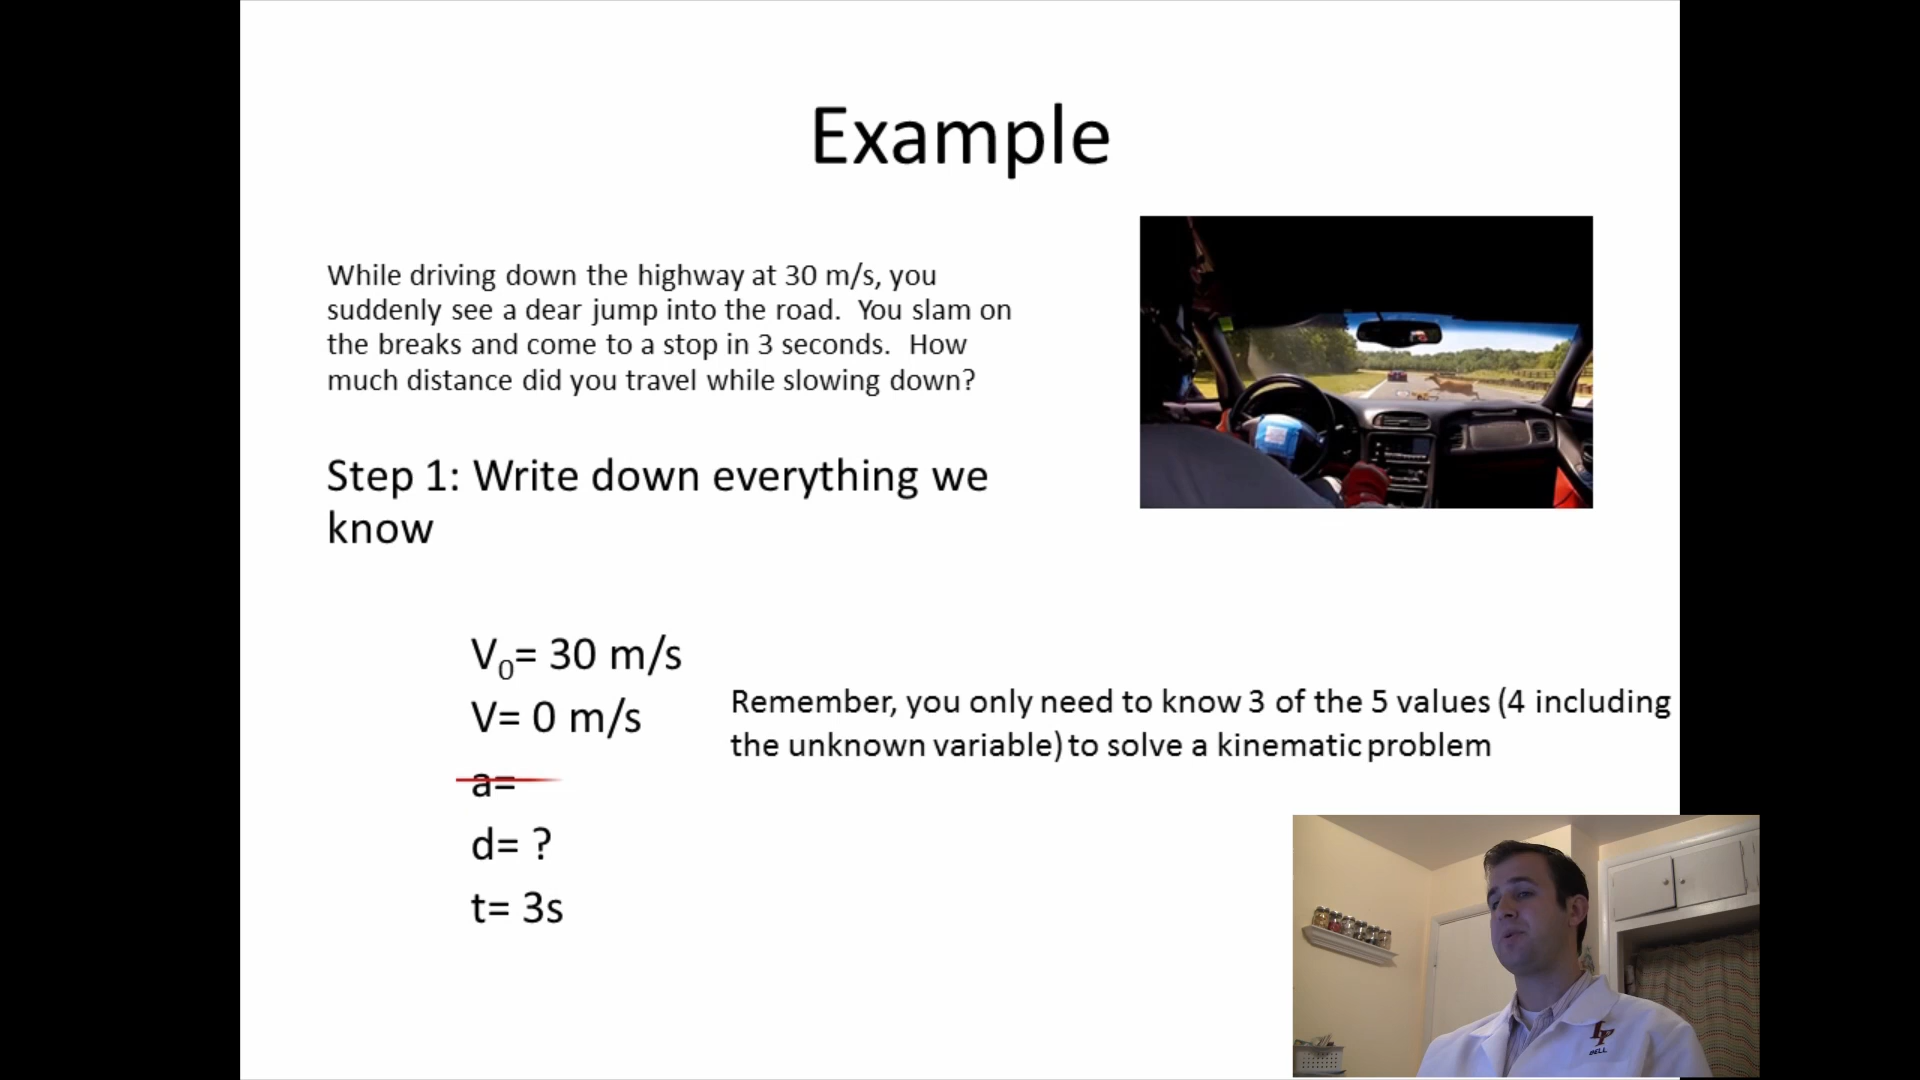 Example
While driving down the highway at 30 m/s, you
suddenly see a dear jump into the road.  You slam on
the breaks and come to a stop in 3 seconds.  How
much distance did you travel while slowing down?
Step 1: Write down everything we
know
V₀= 30 m/s
V= 0 m/s
Remember, you only need to know 3 of the 5 values (4 including
the unknown variable) to solve a kinematic problem
a=
d= ?
t= 3s
LP
BELL